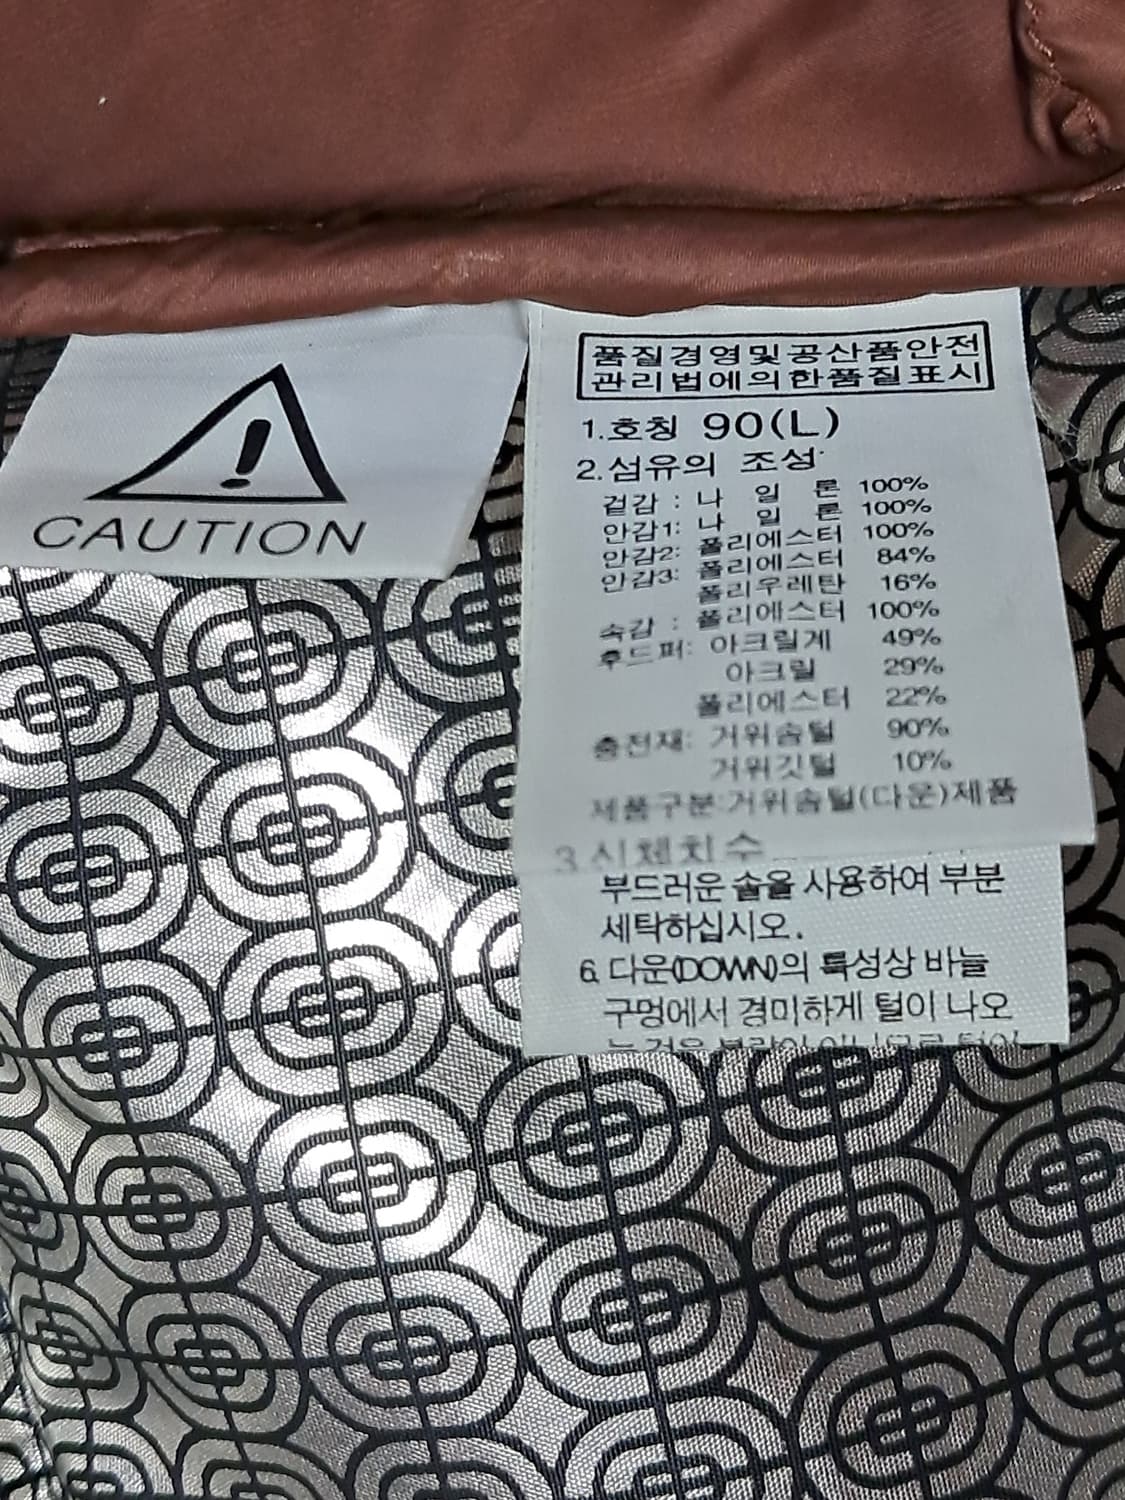 CAUTION
품질경영및공산품안전
관리법에의한품질표시
1.호칭 90(L)
2.섬유의 조성
겉감 : 나 일 론 100%
안감1: 나 일 론 100%
안감2: 폴리에스터 100%
안감3: 폴리에스터 84%
폴리우레탄 16%
속감 : 폴리에스터 100%
후드퍼: 아크릴계 49%
아크릴 29%
폴리에스터 22%
충전재: 거위솜털 90%
거위깃털 10%
제품구분:거위솜털(다운)제품
3.신체치수
부드러운 솔을 사용하여 부분
세탁하십시오.
6. 다운(DOWN)의 특성상 바늘
구멍에서 경미하게 털이 나오